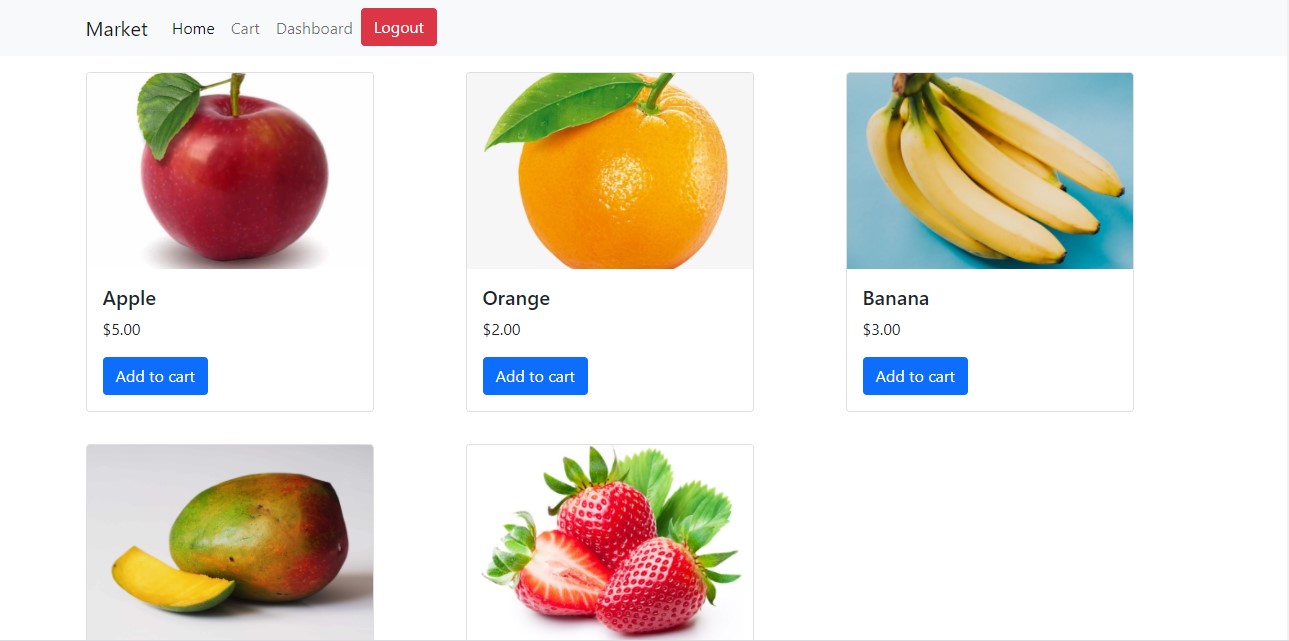 Market Home Cart Dashboard Logout
Apple
$5.00
Add to cart
Orange
$2.00
Add to cart
Banana
$3.00
Add to cart